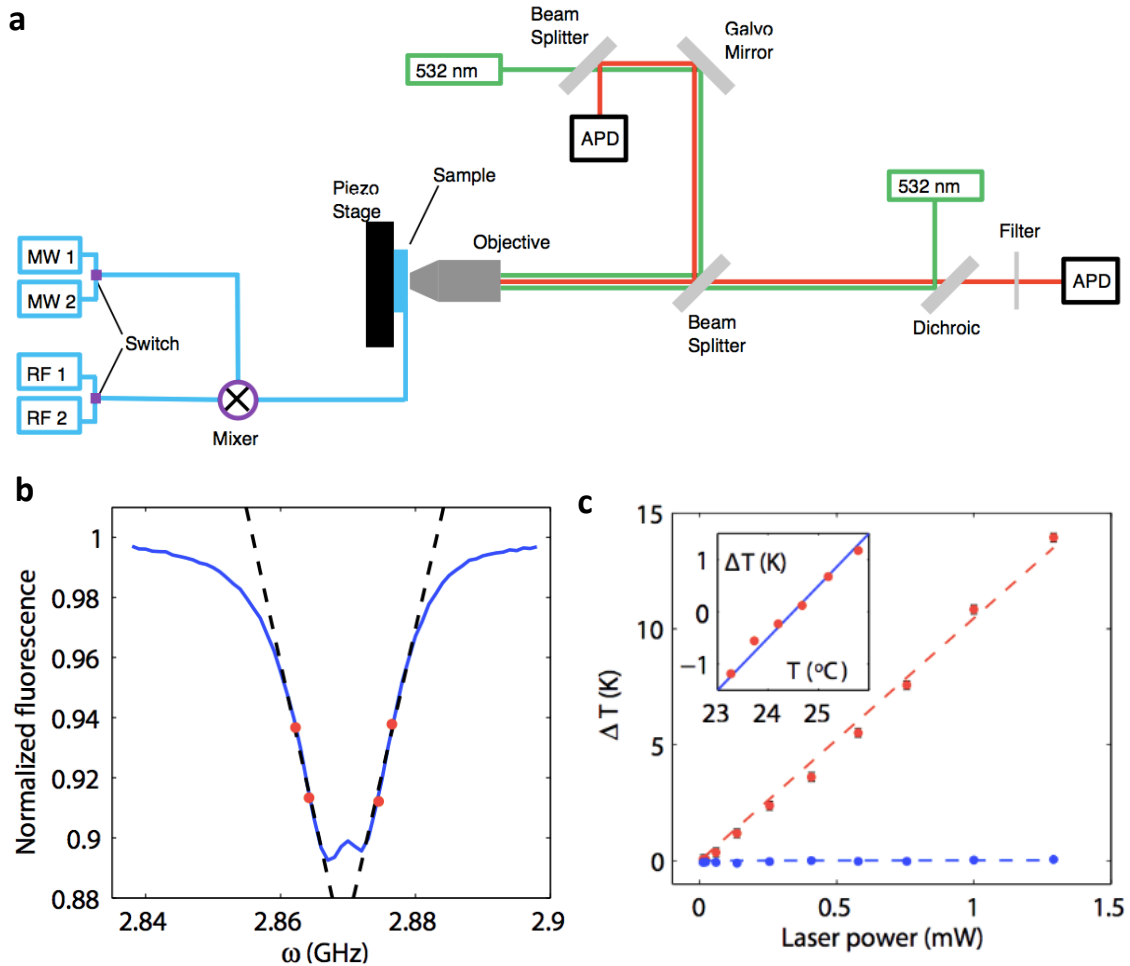 a
Beam
Splitter
Galvo
Mirror
532 nm
APD
532 nm
Sample
Piezo
Stage
Objective
Filter
MW 1
MW 2
APD
Switch
Beam
Splitter
Dichroic
RF 1
RF 2
Mixer
b
1
0.98
0.96
0.94
0.92
0.9
0.88
Normalized fluorescence
2.84
2.86
2.88
2.9
ω (GHz)
c
15
10
5
0
Δ T (K)
ΔT (K)
1
0
−1
T (ºC)
23
24
25
0
0.5
1
1.5
Laser power (mW)